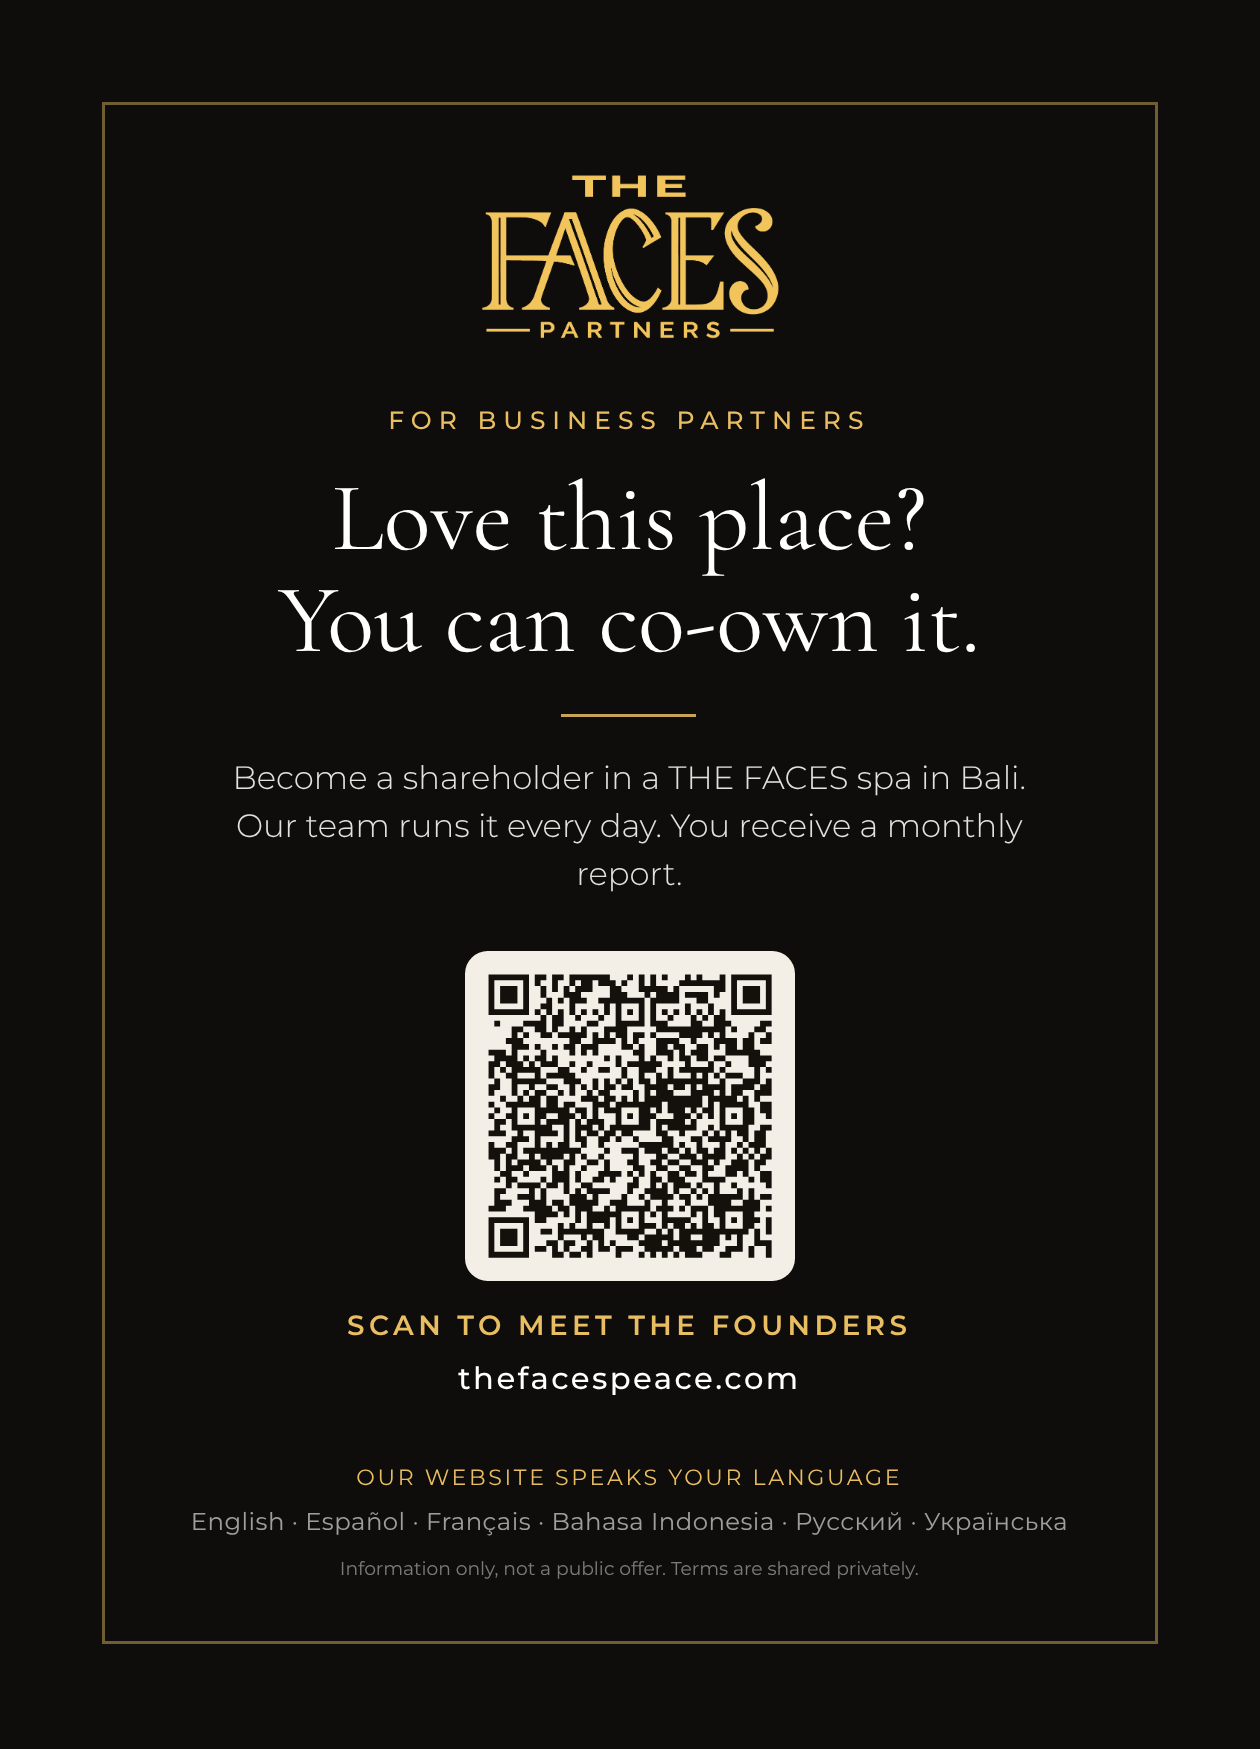 THE
FACES
PARTNERS
FOR BUSINESS PARTNERS
Love this place?
You can co-own it.
Become a shareholder in a THE FACES spa in Bali.
Our team runs it every day. You receive a monthly
report.
SCAN TO MEET THE FOUNDERS
thefacespeace.com
OUR WEBSITE SPEAKS YOUR LANGUAGE
English · Español · Français · Bahasa Indonesia · Русский · Українська
Information only, not a public offer. Terms are shared privately.